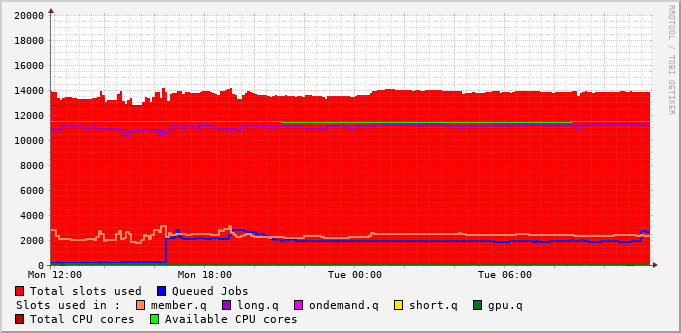 20000
18000
16000
14000
12000
10000
8000
6000
4000
2000
0
Mon 12:00 Mon 18:00 Tue 00:00 Tue 06:00
Total slots used Queued Jobs
Slots used in : member.q long.q ondemand.q short.q gpu.q
Total CPU cores Available CPU cores
RRDTOOL / TOBI OETIKER